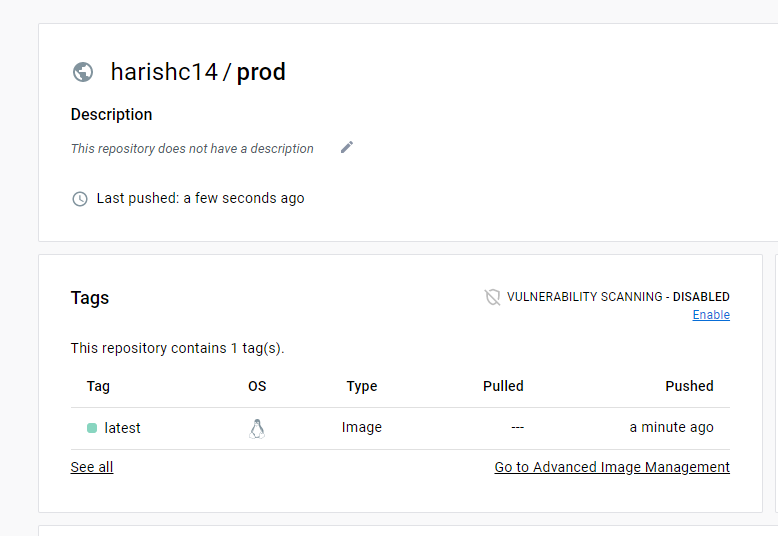 harishc14 / prod
Description
This repository does not have a description
Last pushed: a few seconds ago
Tags
VULNERABILITY SCANNING - DISABLED
Enable
This repository contains 1 tag(s).
Tag OS Type Pulled Pushed
latest Image --- a minute ago
See all Go to Advanced Image Management